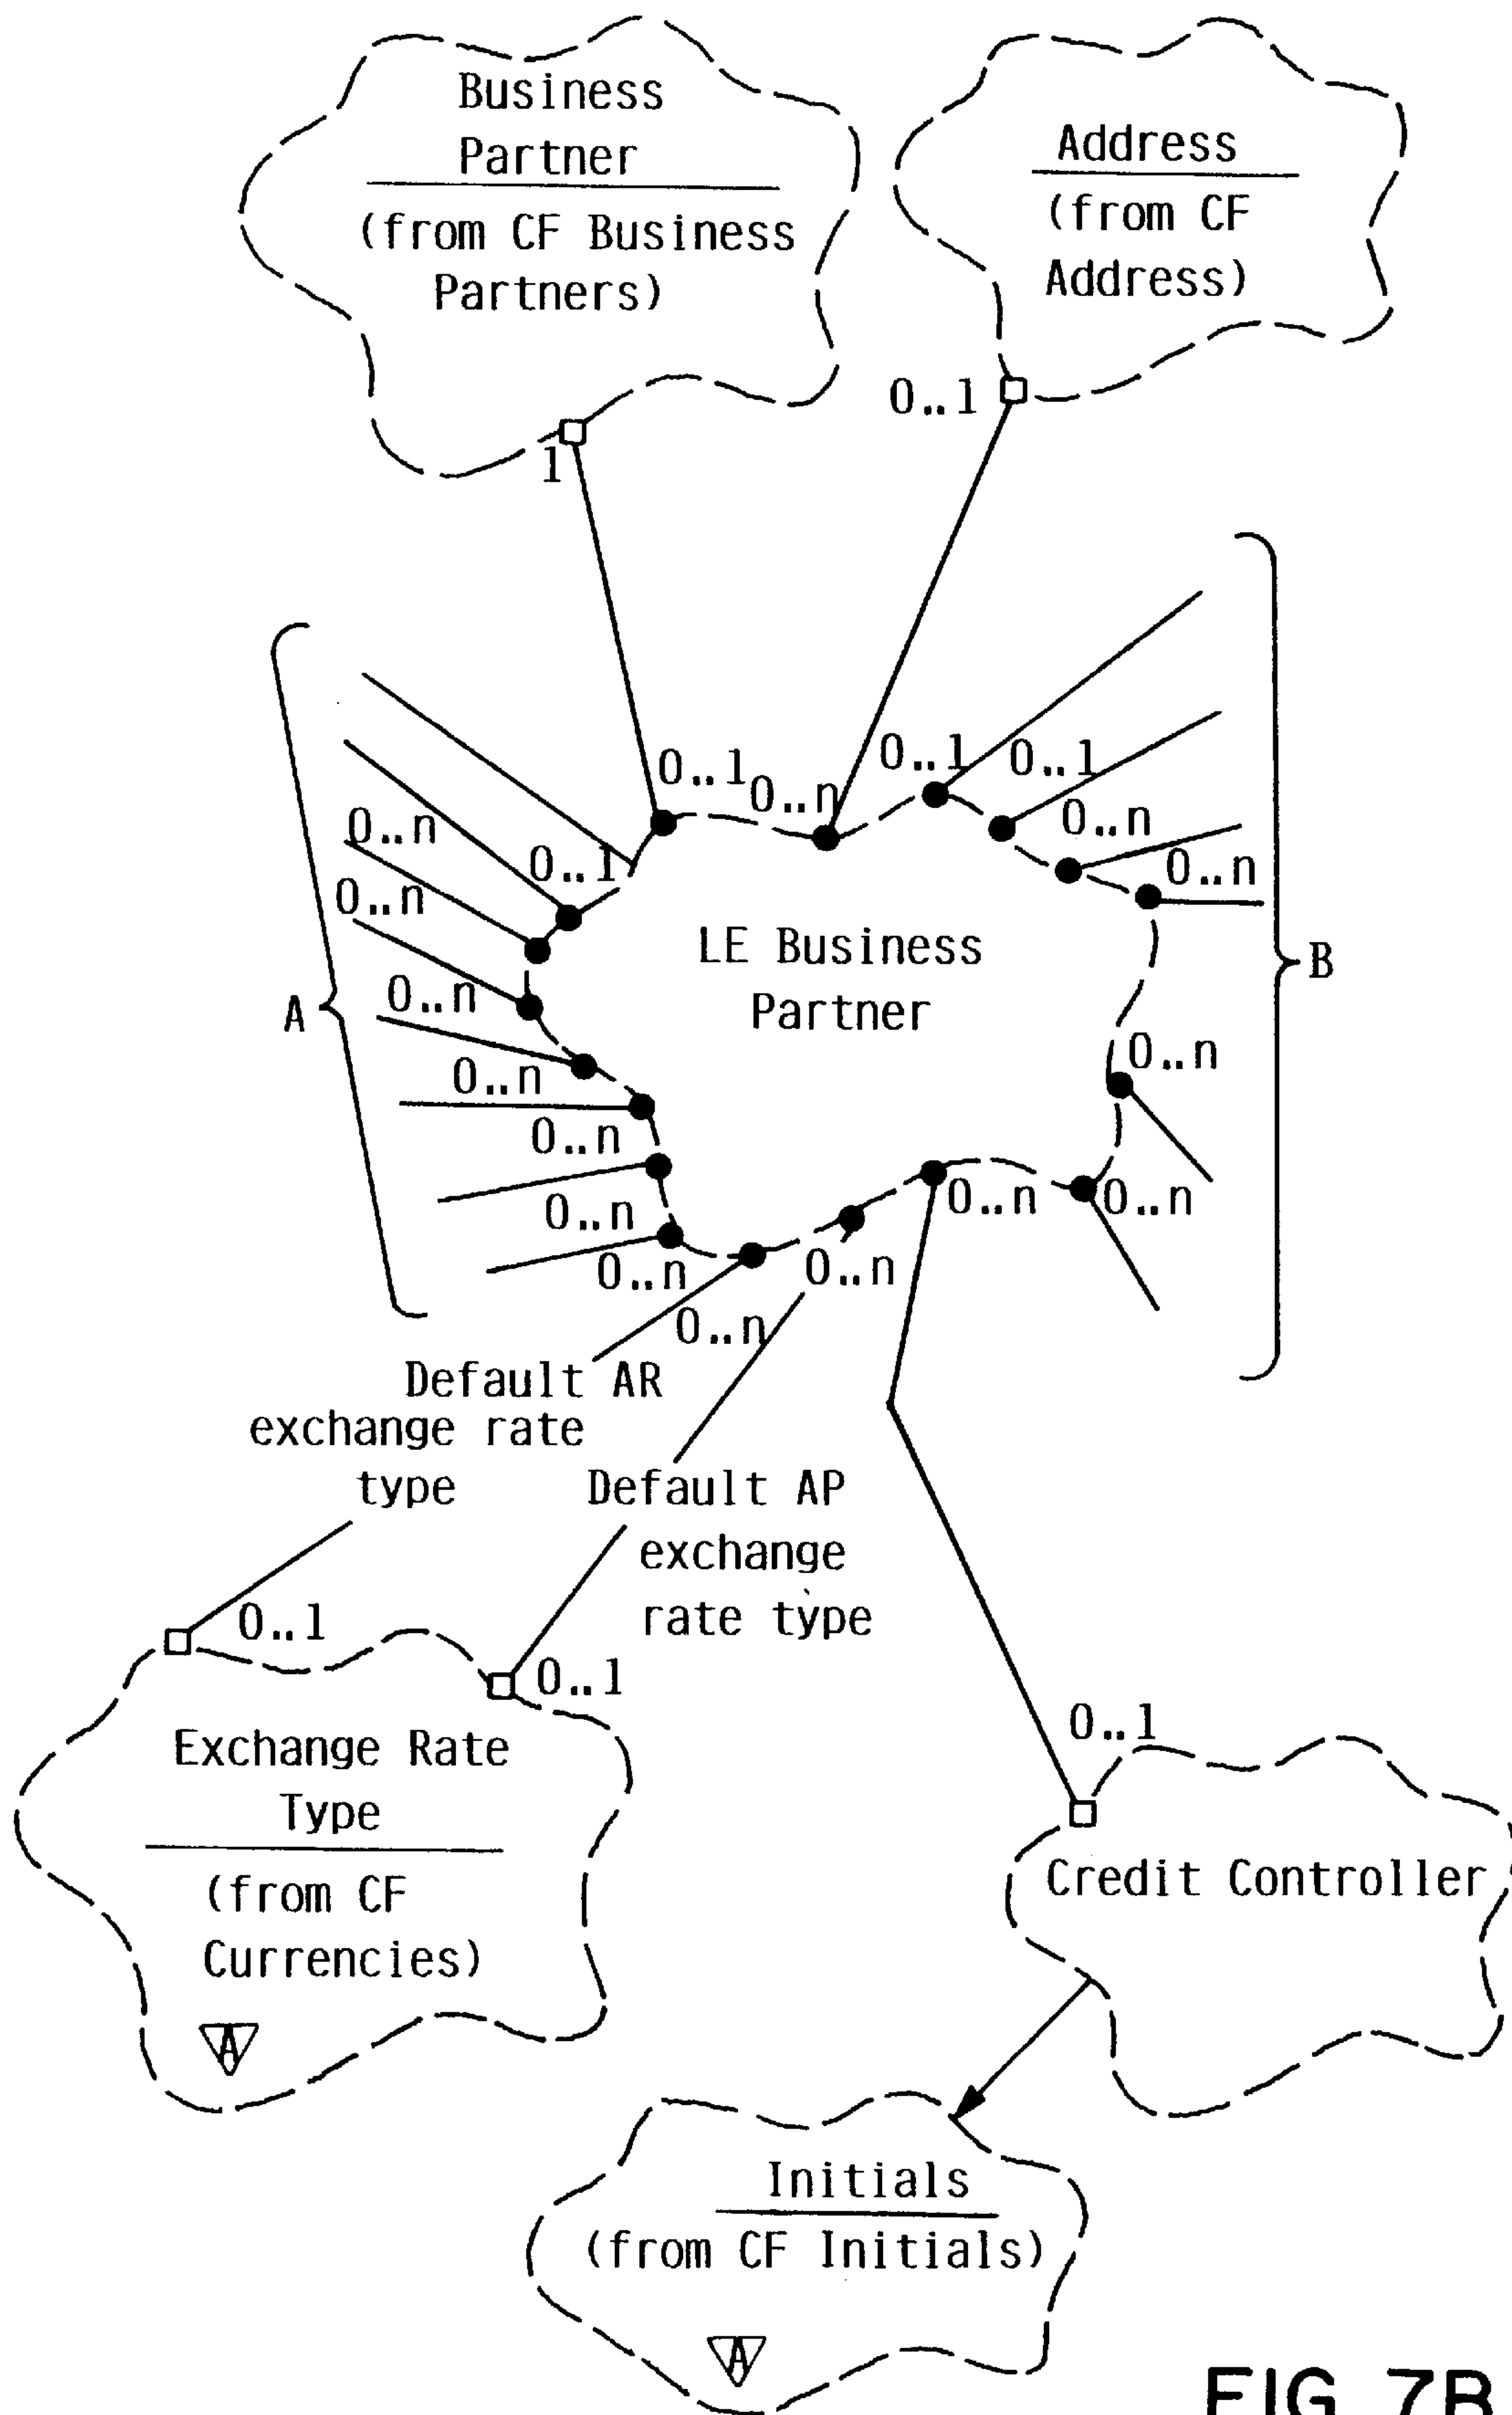 Business
Partner
(from CF Business
Partners)
Address
(from CF
Address)
0..1
1
0..1
0..n
0..1
0..1
0..n
0..n
0..1
0..n
0..n
LE Business
Partner
A
B
0..n
0..n
0..n
0..n
0..n
0..n
0..n
0..n
0..n
0..n
Default AR
exchange rate
type
Default AP
exchange
rate type
0..1
0..1
0..1
Exchange Rate
Type
(from CF
Currencies)
A
Credit Controller
Initials
(from CF Initials)
A
FIG. 7B